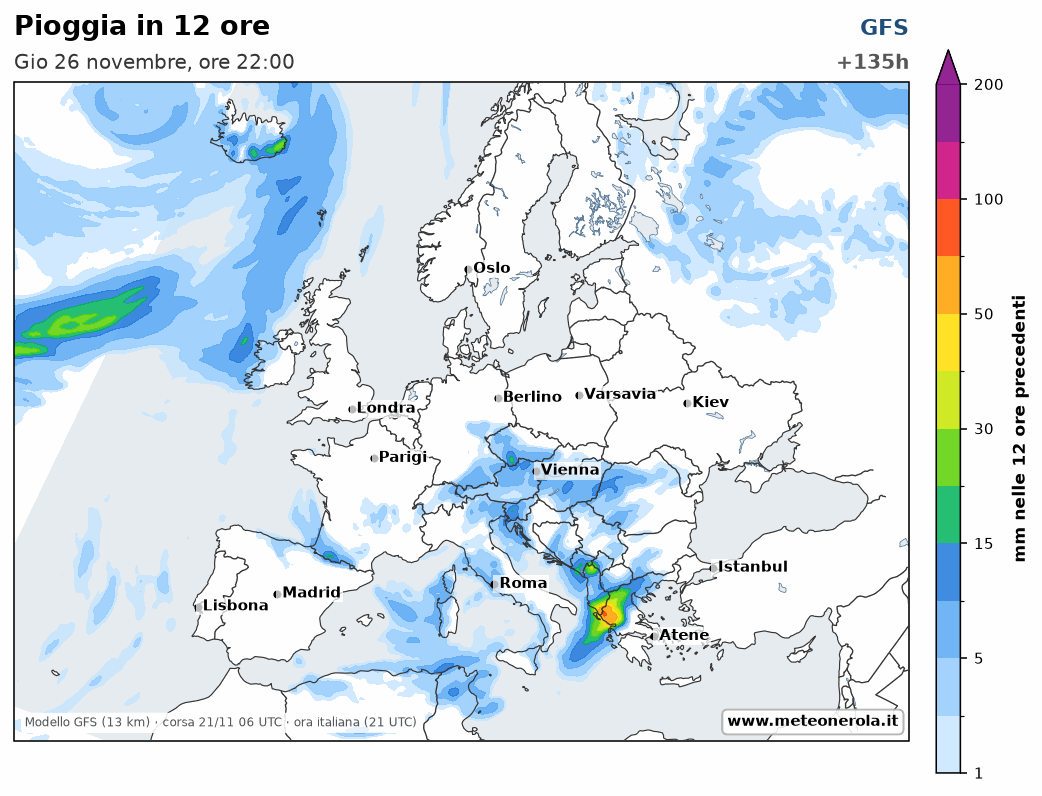 Pioggia in 12 ore
GFS
Gio 26 novembre, ore 22:00
+135h
200
100
50
30
15
5
1
mm nelle 12 ore precedenti
Oslo
Berlino
Varsavia
Kiev
Londra
Parigi
Vienna
Istanbul
Roma
Madrid
Lisbona
Atene
Modello GFS (13 km) · corsa 21/11 06 UTC · ora italiana (21 UTC)
www.meteonerola.it